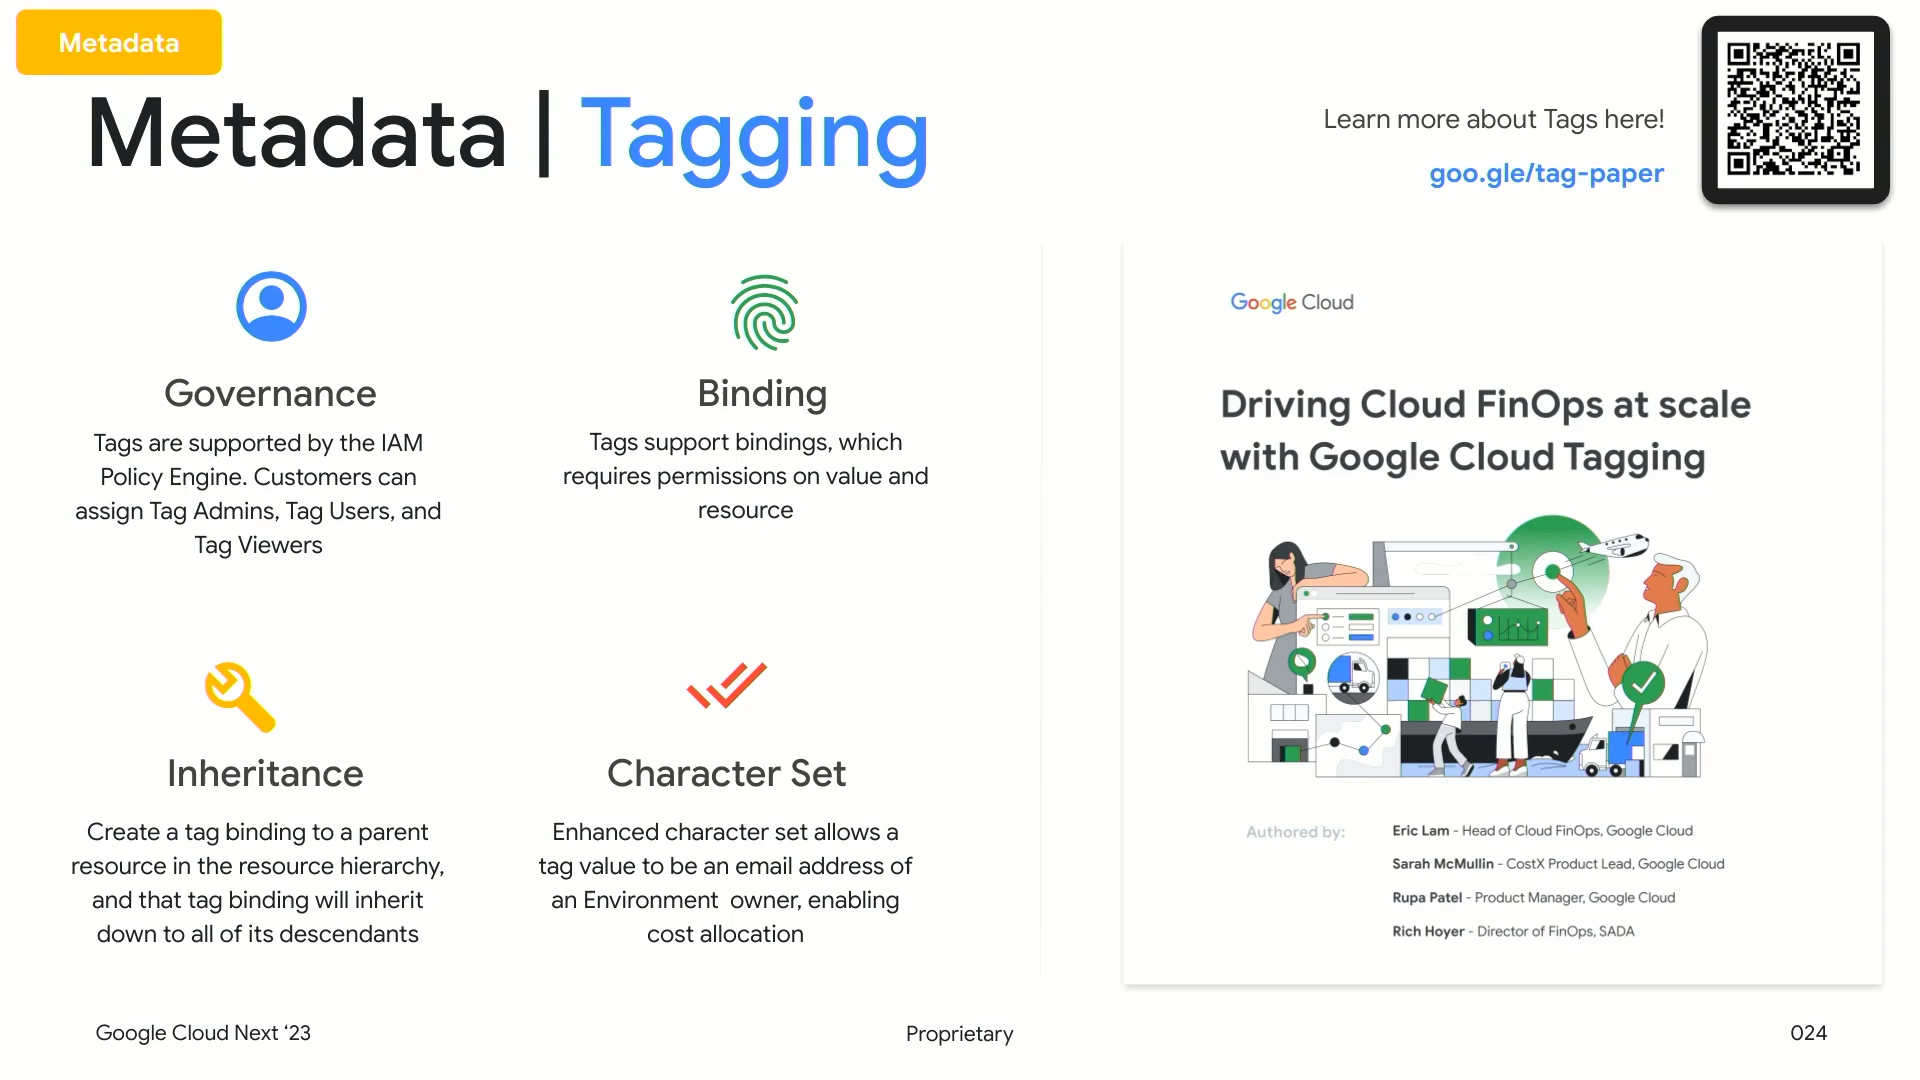 Metadata
Metadata | Tagging
Learn more about Tags here!
goo.gle/tag-paper
Governance
Tags are supported by the IAM
Policy Engine. Customers can
assign Tag Admins, Tag Users, and
Tag Viewers
Binding
Tags support bindings, which
requires permissions on value and
resource
Inheritance
Create a tag binding to a parent
resource in the resource hierarchy,
and that tag binding will inherit
down to all of its descendants
Character Set
Enhanced character set allows a
tag value to be an email address of
an Environment  owner, enabling
cost allocation
Google Cloud
Driving Cloud FinOps at scale
with Google Cloud Tagging
Authored by:
Eric Lam - Head of Cloud FinOps, Google Cloud
Sarah McMullin - CostX Product Lead, Google Cloud
Rupa Patel - Product Manager, Google Cloud
Rich Hoyer - Director of FinOps, SADA
Google Cloud Next ‘23
Proprietary
024